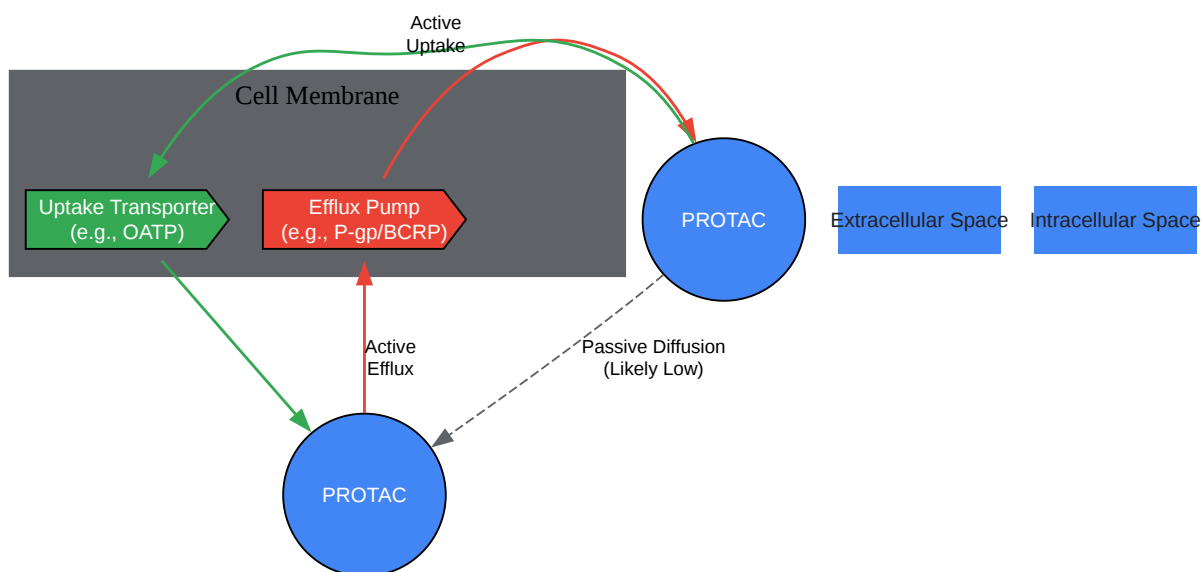 Active
Uptake
Cell Membrane
Uptake Transporter
(e.g., OATP)
Efflux Pump
(e.g., P-gp/BCRP)
PROTAC
Extracellular Space
Intracellular Space
Active
Efflux
Passive Diffusion
(Likely Low)
PROTAC